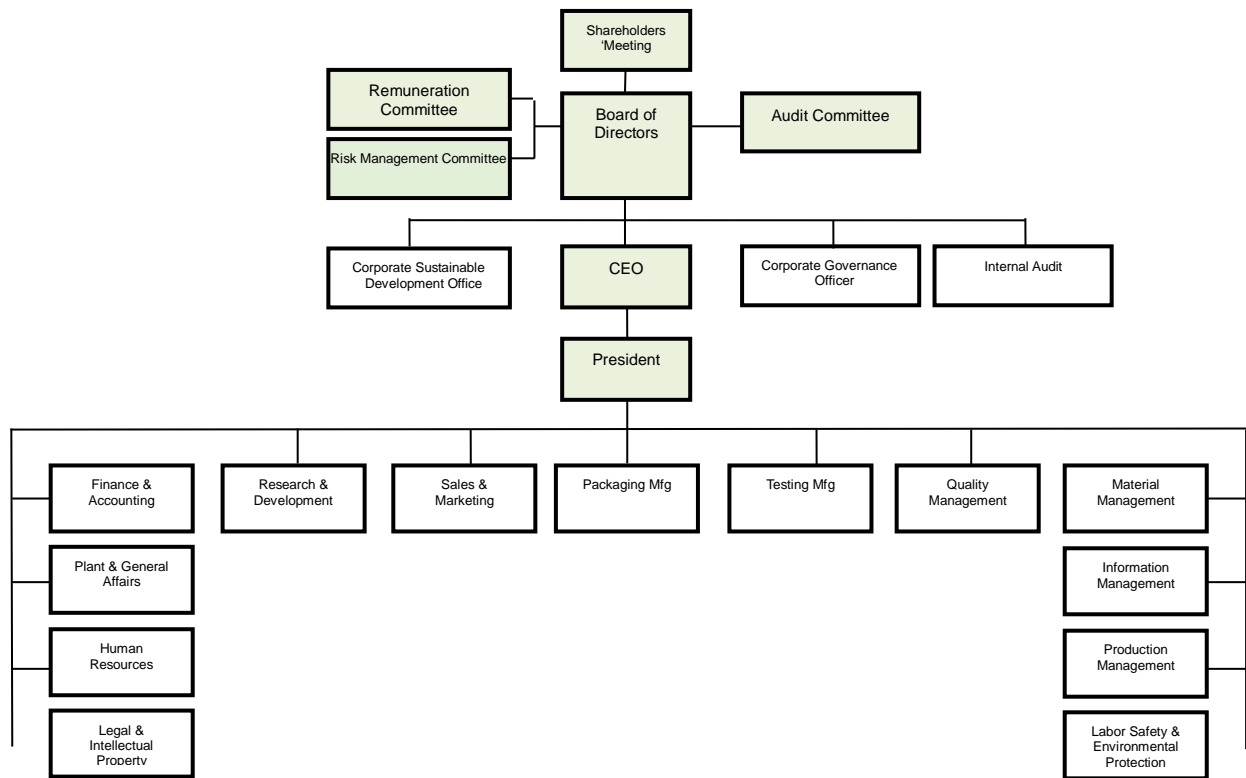 Shareholders
‘Meeting
Remuneration
Committee
Board of
Directors
Audit Committee
Risk Management Committee
Corporate Sustainable
Development Office
CEO
Corporate Governance
Officer
Internal Audit
President
Finance &
Accounting
Research &
Development
Sales &
Marketing
Packaging Mfg
Testing Mfg
Quality
Management
Material
Management
Plant & General
Affairs
Information
Management
Human
Resources
Production
Management
Legal &
Intellectual
Property
Labor Safety &
Environmental
Protection